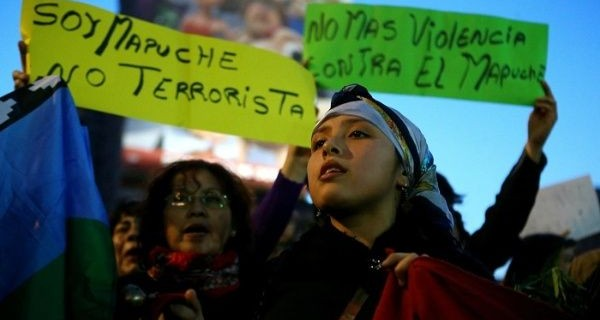 SOY MAPUCHE
NO TERRORISTA
NO MAS VIOLENCIA
CONTRA EL MAPUCHE